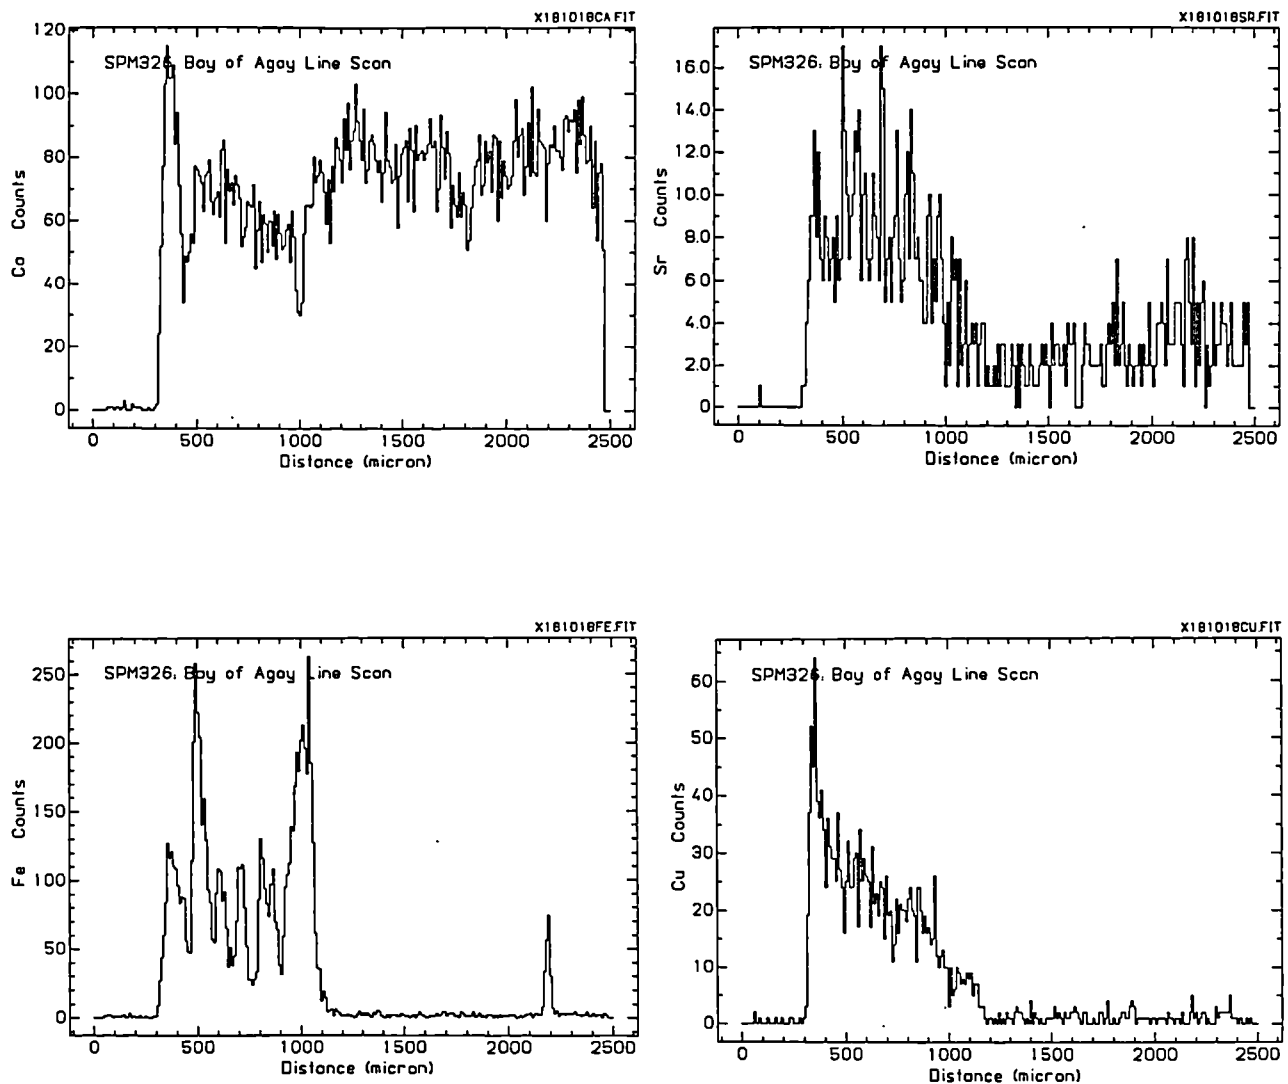 X181018CA.FIT
SPM326: Bay of Agay Line Scan
120
100
80
60
40
20
0
Ca Counts
0 500 1000 1500 2000 2500
Distance (micron)
X181018SR.FIT
SPM326: Bay of Agay Line Scan
16.0
14.0
12.0
10.0
8.0
6.0
4.0
2.0
0
Sr Counts
0 500 1000 1500 2000 2500
Distance (micron)
X181018FE.FIT
SPM326: Bay of Agay Line Scan
250
200
150
100
50
0
Fe Counts
0 500 1000 1500 2000 2500
Distance (micron)
X181018CU.FIT
SPM326: Bay of Agay Line Scan
60
50
40
30
20
10
0
Cu Counts
0 500 1000 1500 2000 2500
Distance (micron)